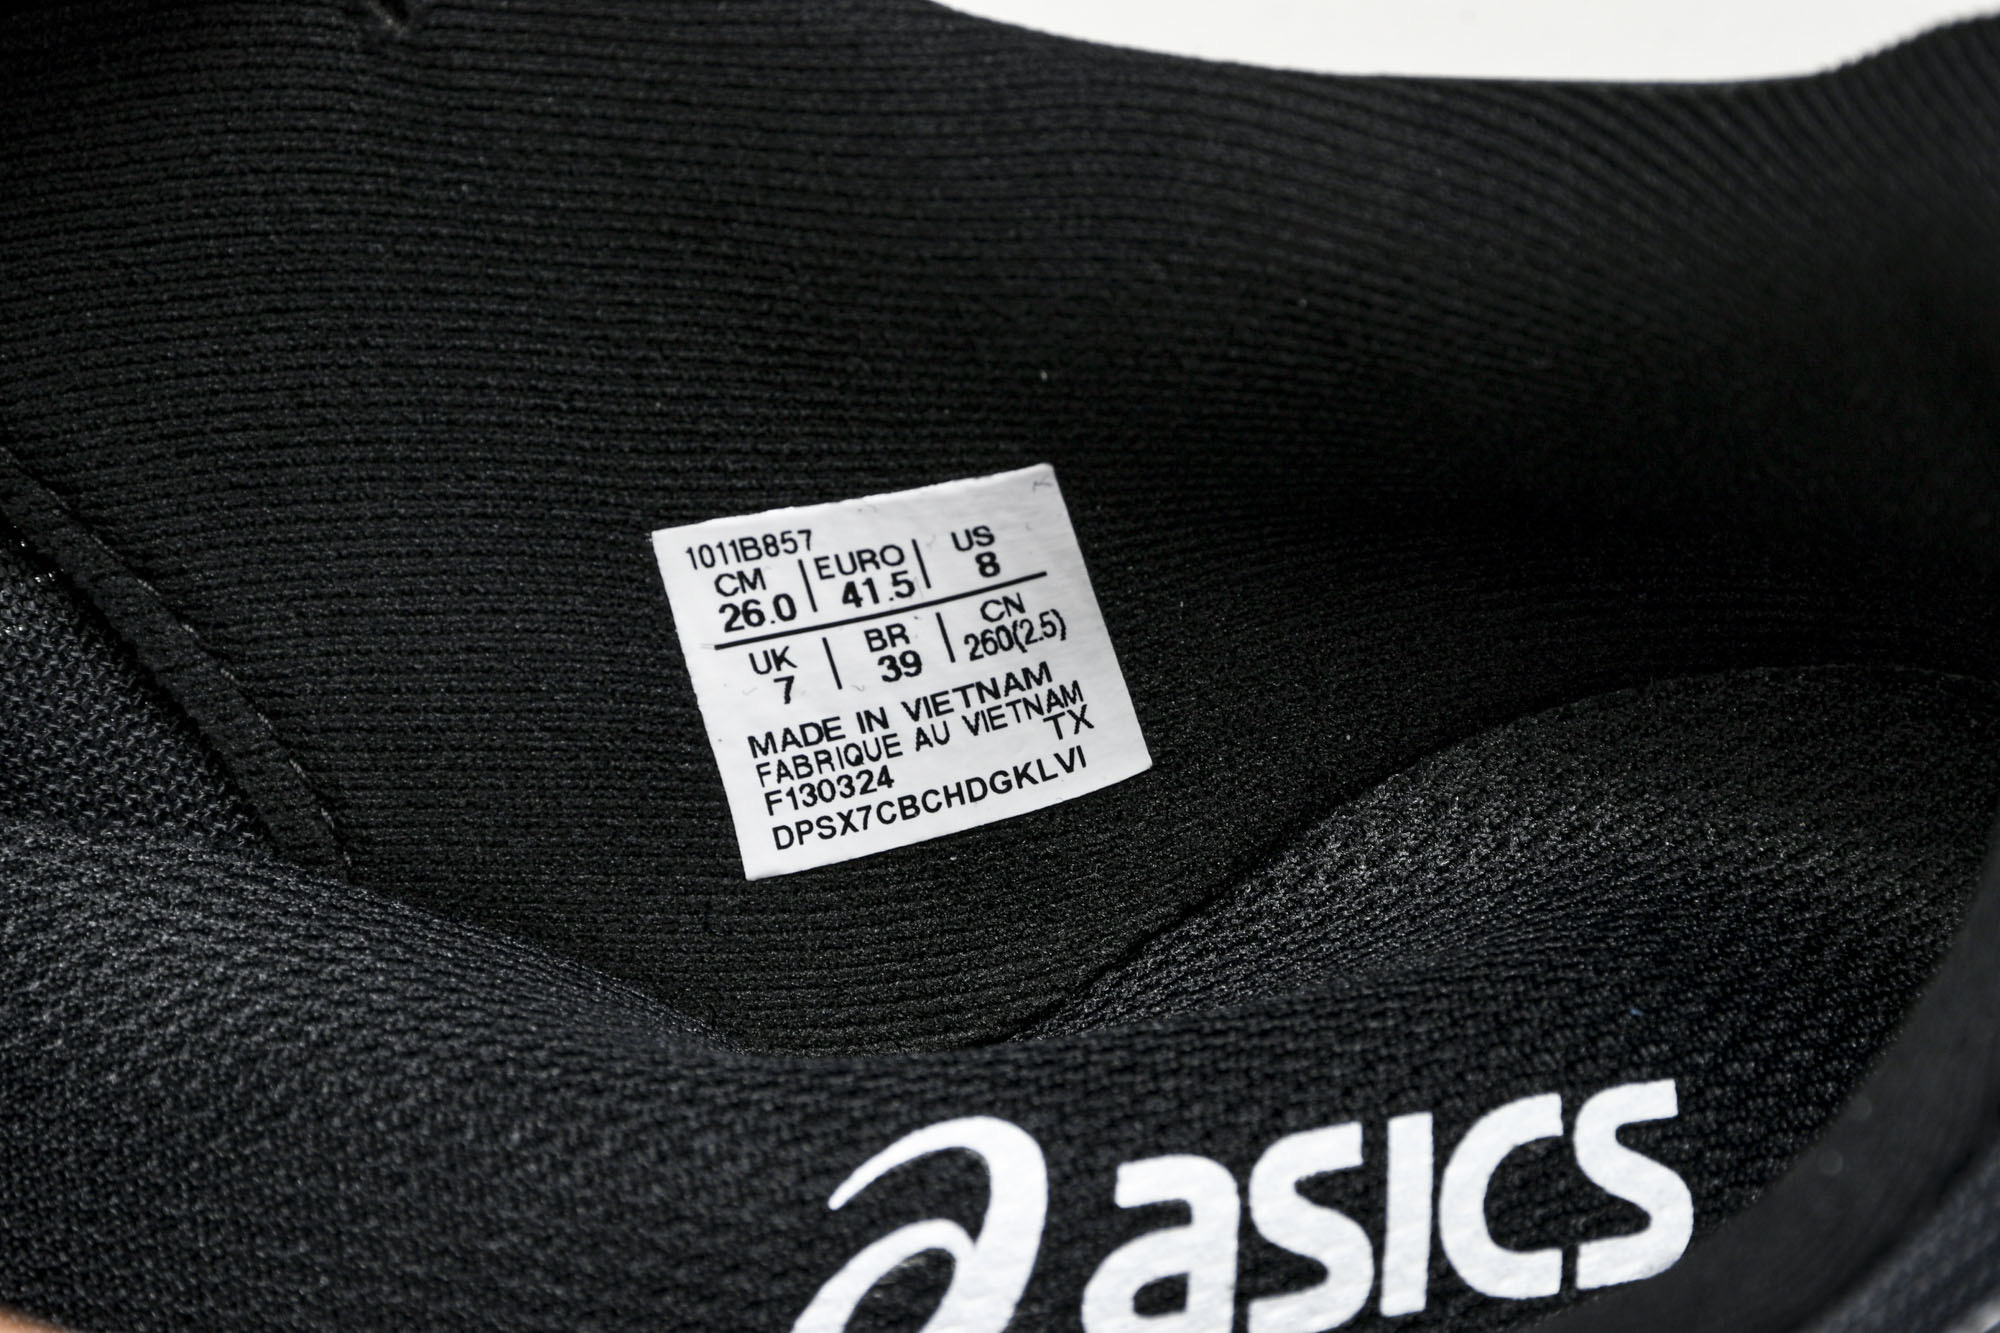 1011B857
CM | EURO | US
26.0 | 41.5 | 8
UK | BR | CN
7 | 39 | 260(2.5)
MADE IN VIETNAM
FABRIQUE AU VIETNAM
TX
F130324
DPSX7CBCHDGKLVI
asics